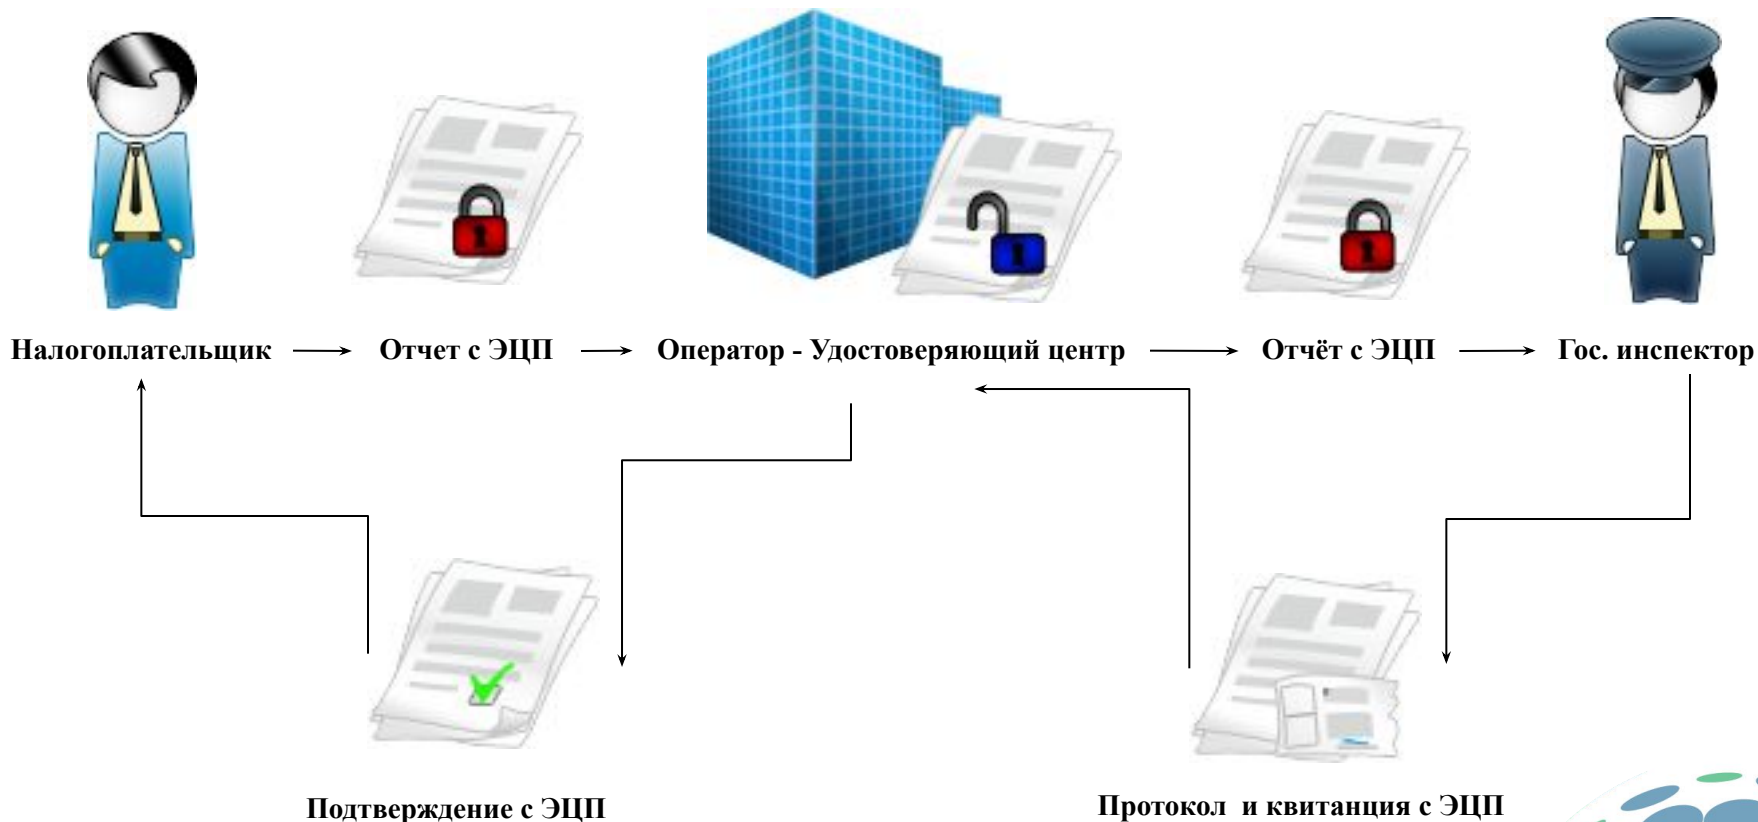 Налогоплательщик
Отчет с ЭЦП
Оператор - Удостоверяющий центр
Отчёт с ЭЦП
Гос. инспектор
Подтверждение с ЭЦП
Протокол и квитанция с ЭЦП